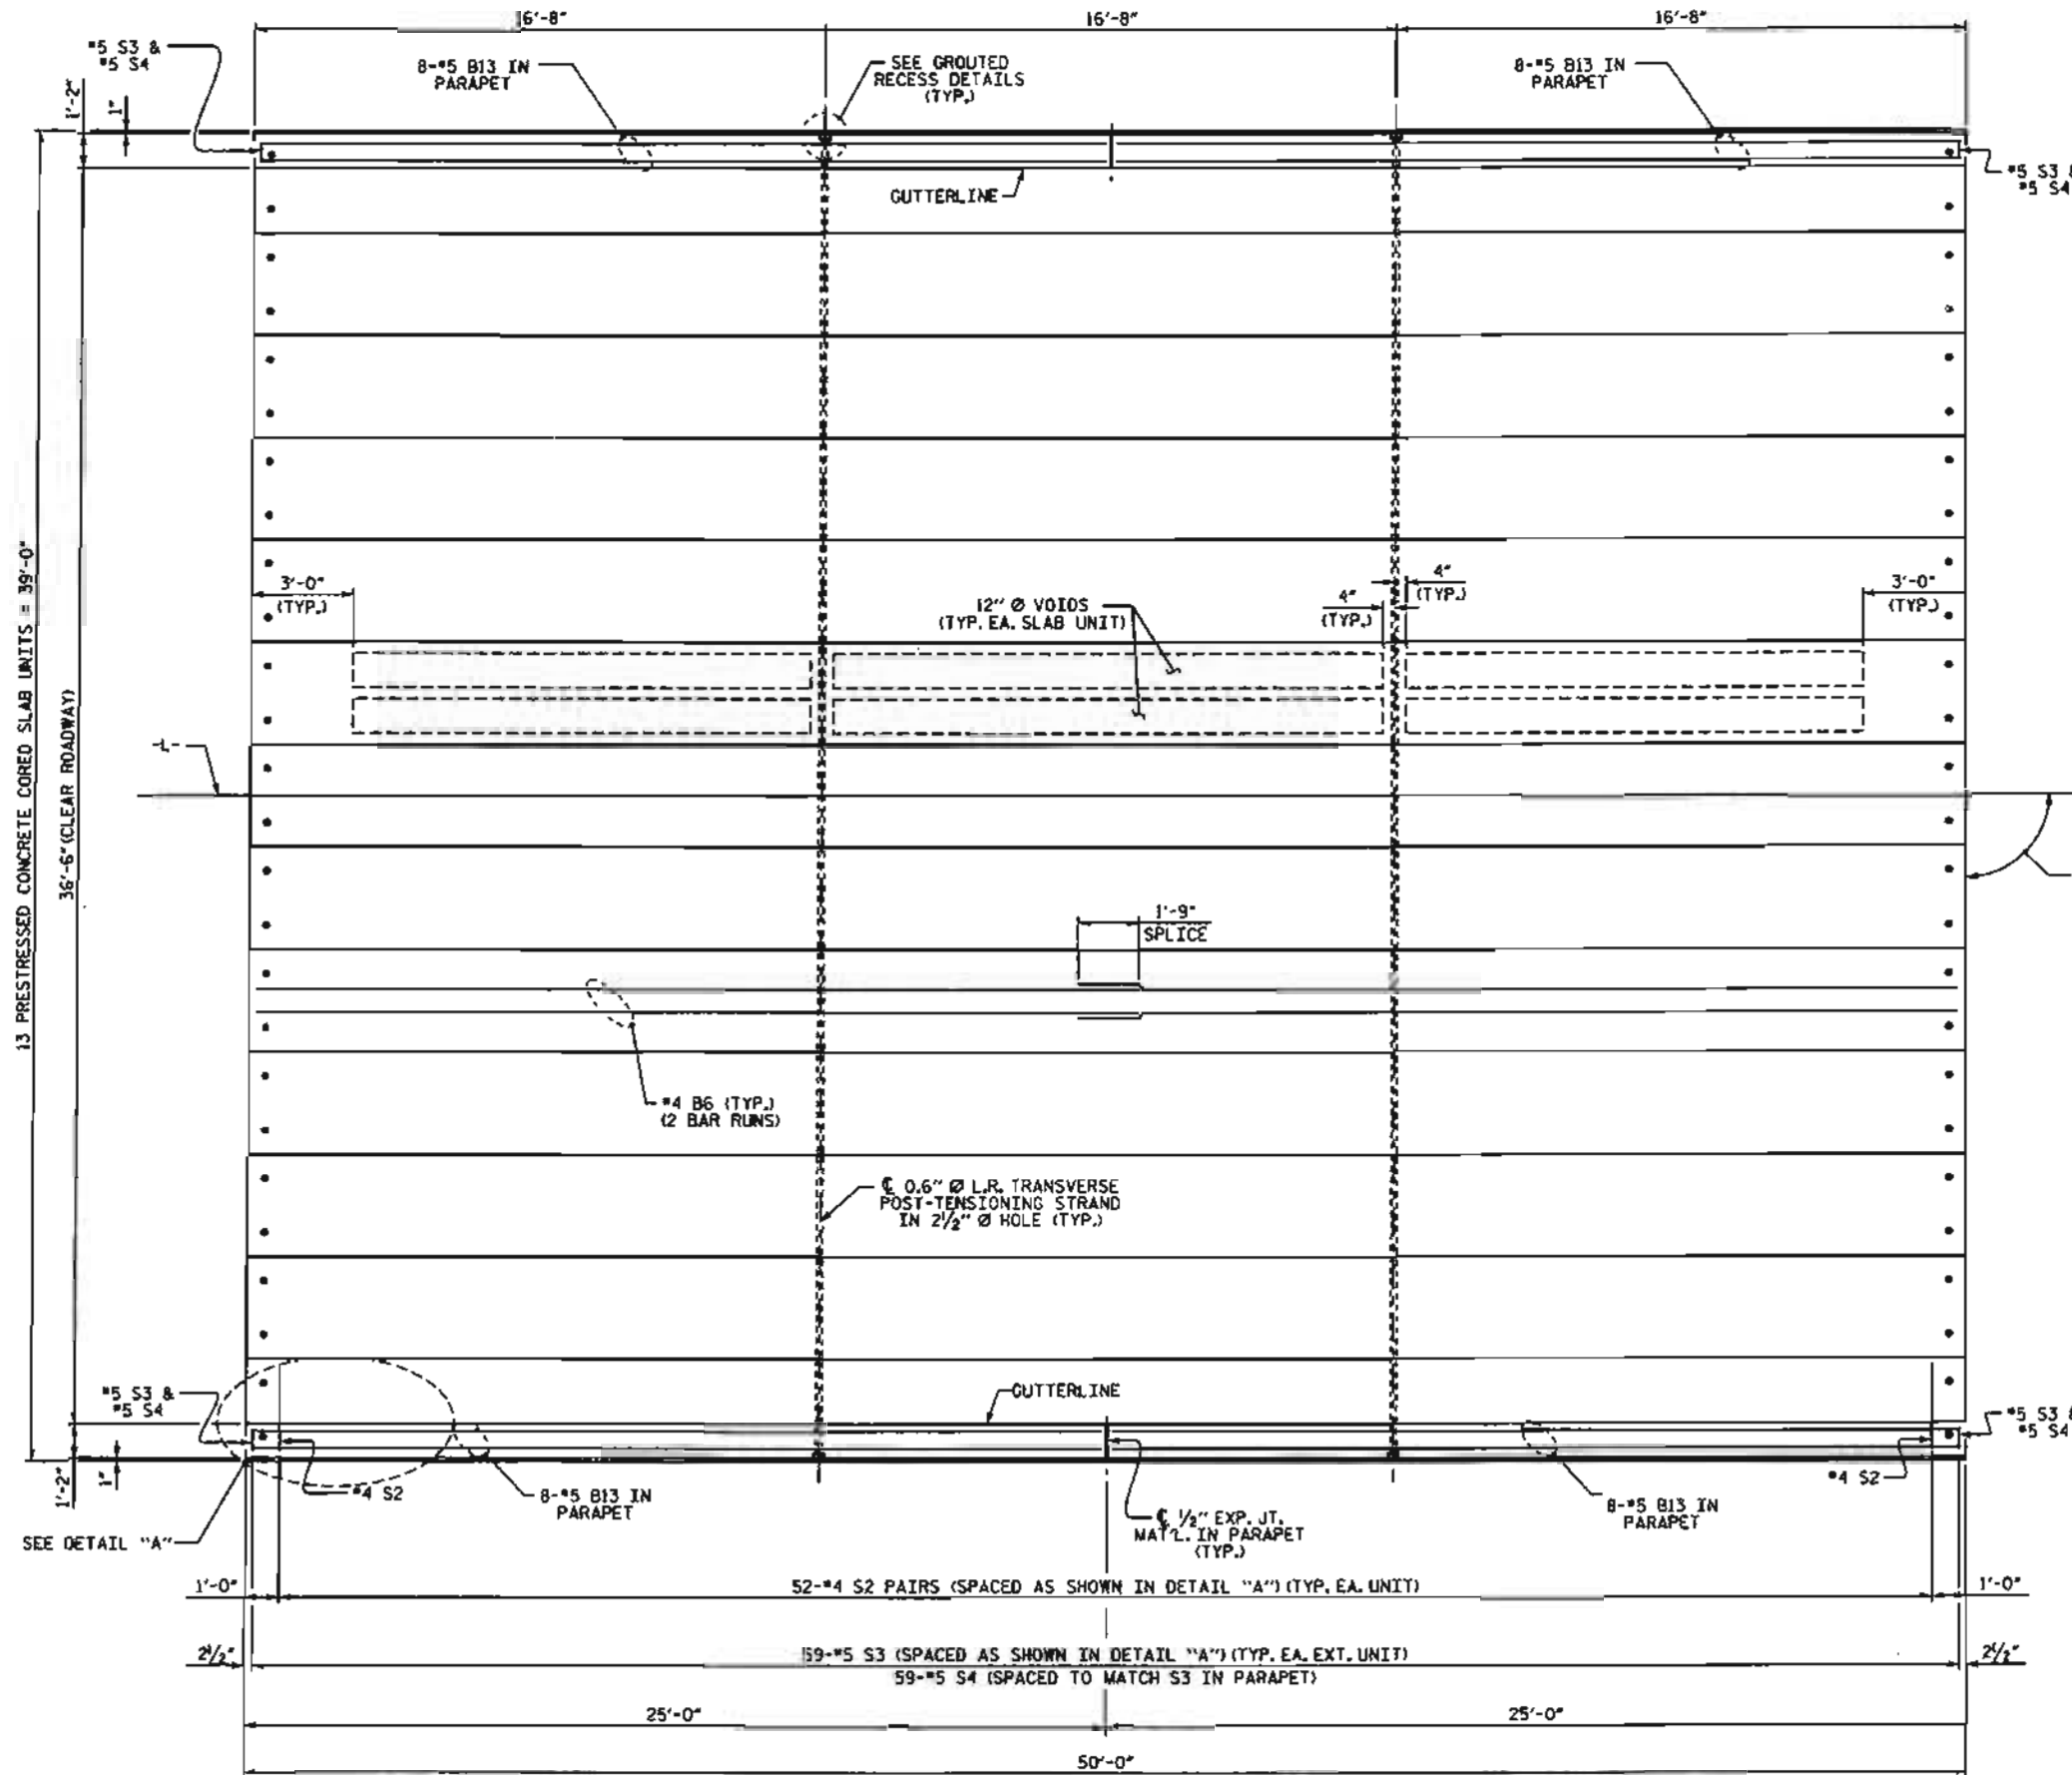 16'-8"
16'-8"
16'-8"
#5 S3 &
#5 S4
8-#5 B13 IN
PARAPET
SEE GROUTED
RECESS DETAILS
(TYP.)
8-#5 B13 IN
PARAPET
1'-2"
1"
#5 S3 &
#5 S4
GUTTERLINE
13 PRESTRESSED CONCRETE CORED SLAB UNITS = 39'-0"
36'-6" (CLEAR ROADWAY)
3'-0"
(TYP.)
12" Ø VOIDS
(TYP. EA. SLAB UNIT)
4"
(TYP.)
4"
(TYP.)
3'-0"
(TYP.)
-L-
1'-9"
SPLICE
#4 B6 (TYP.)
(2 BAR RUNS)
℄ 0.6" Ø L.R. TRANSVERSE
POST-TENSIONING STRAND
IN 2½" Ø HOLE (TYP.)
#5 S3 &
#5 S4
GUTTERLINE
#5 S3 &
#5 S4
1'-2"
1"
#4 S2
8-#5 B13 IN
PARAPET
℄ ½" EXP. JT.
MAT'L. IN PARAPET
(TYP.)
8-#5 B13 IN
PARAPET
#4 S2
SEE DETAIL "A"
1'-0"
52-#4 S2 PAIRS (SPACED AS SHOWN IN DETAIL "A") (TYP. EA. UNIT)
1'-0"
2½"
59-#5 S3 (SPACED AS SHOWN IN DETAIL "A") (TYP. EA. EXT. UNIT)
2½"
59-#5 S4 (SPACED TO MATCH S3 IN PARAPET)
25'-0"
25'-0"
50'-0"